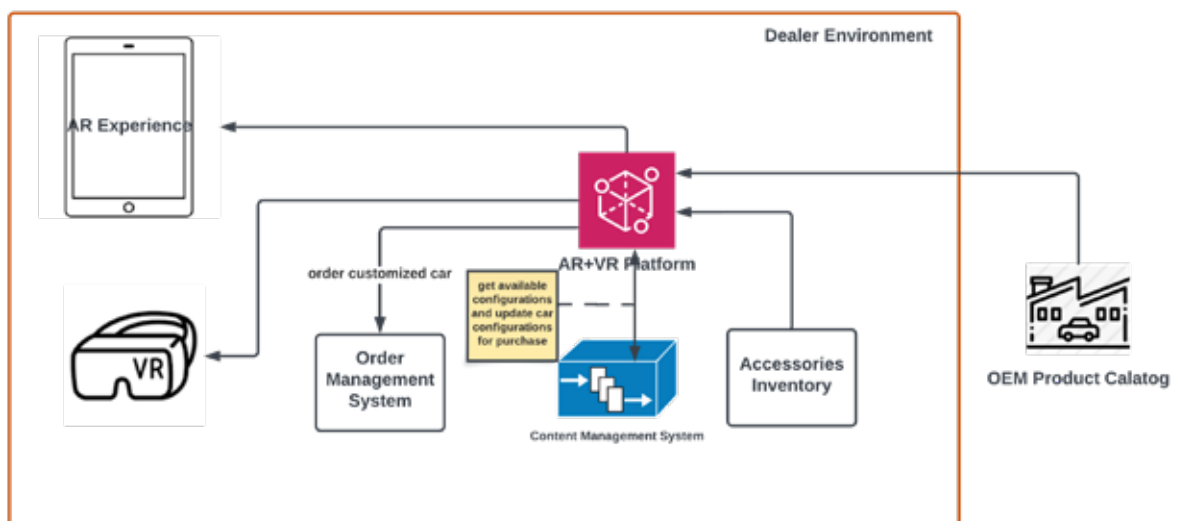 Dealer Environment
AR Experience
AR+VR Platform
order customized car
get available
configurations
and update car
configurations
for purchase
VR
Order
Management
System
Accessories
Inventory
OEM Product Calatog
Content Management System